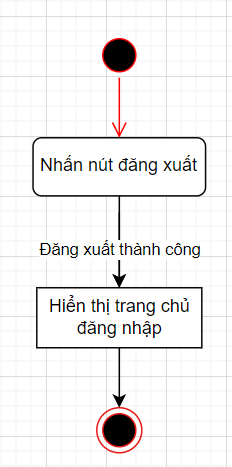 Nhấn nút đăng xuất
Đăng xuất thành công
Hiển thị trang chủ
đăng nhập